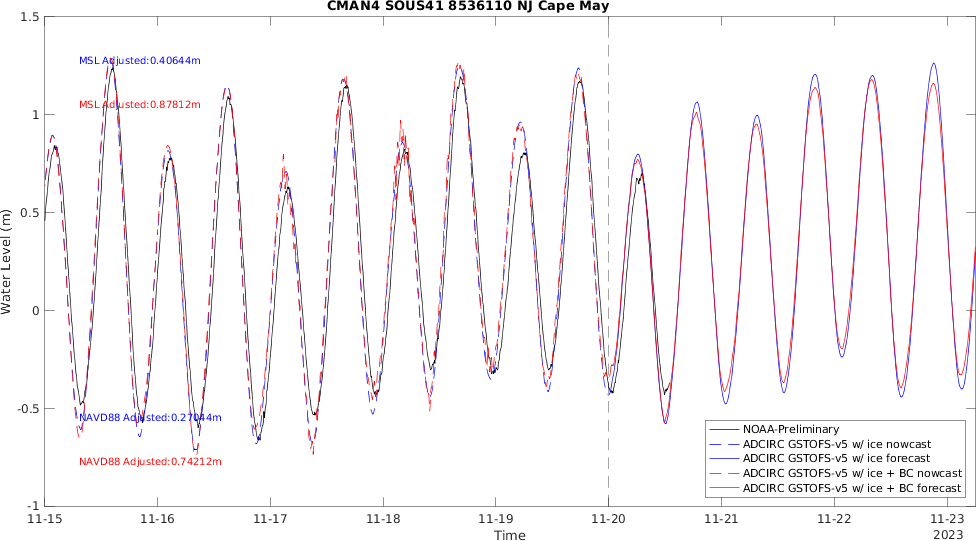 CMAN4 SOUS41 8536110 NJ Cape May
1.5
MSL Adjusted:0.40644m
MSL Adjusted:0.87812m
1
0.5
Water Level (m)
0
-0.5
NAVD88 Adjusted:0.27044m
NAVD88 Adjusted:0.74212m
-1
NOAA-Preliminary
ADCIRC GSTOFS-v5 w/ ice nowcast
ADCIRC GSTOFS-v5 w/ ice forecast
ADCIRC GSTOFS-v5 w/ ice + BC nowcast
ADCIRC GSTOFS-v5 w/ ice + BC forecast
11-15 11-16 11-17 11-18 11-19 11-20 11-21 11-22 11-23
Time
2023